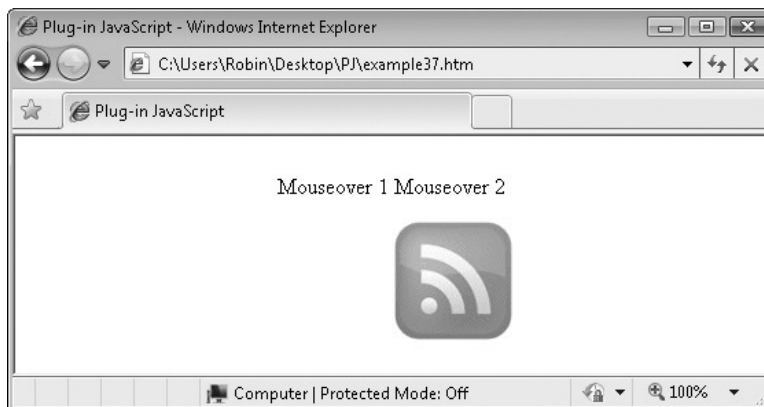 Plug-in JavaScript - Windows Internet Explorer
C:\Users\Robin\Desktop\PJ\example37.htm
Plug-in JavaScript
Mouseover 1 Mouseover 2
Computer | Protected Mode: Off
100%